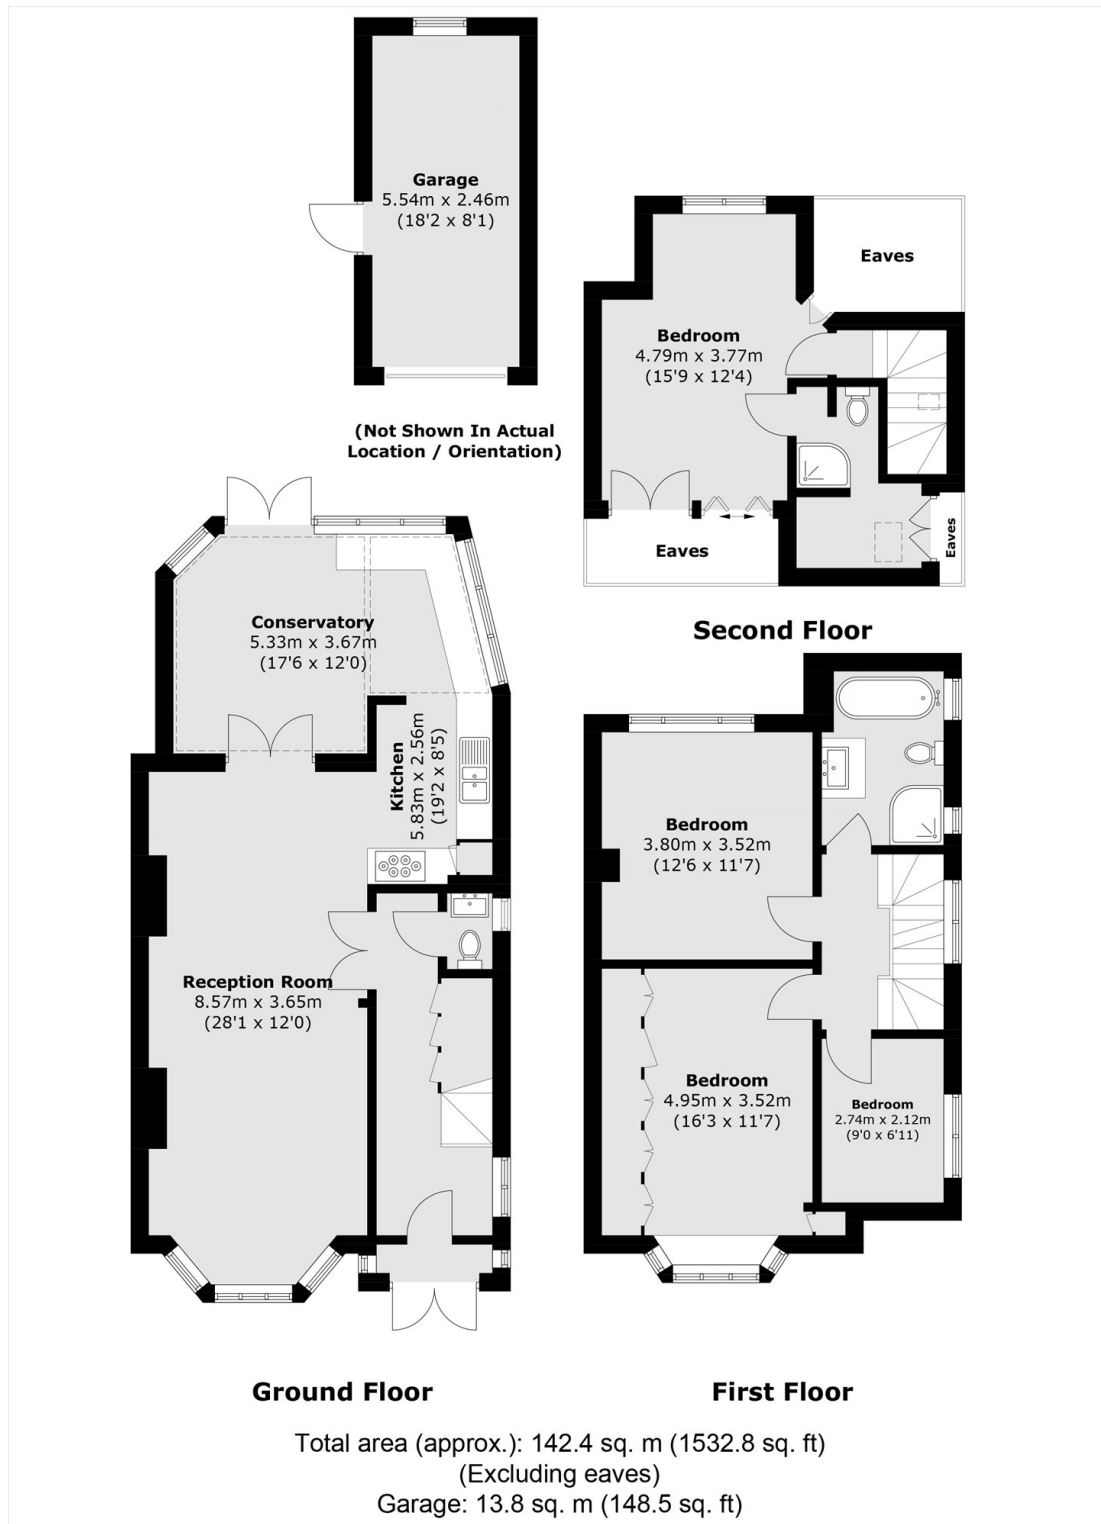 Garage
5.54m x 2.46m
(18'2 x 8'1)
(Not Shown In Actual
Location / Orientation)
Eaves
Bedroom
4.79m x 3.77m
(15'9 x 12'4)
Eaves
Eaves
Second Floor
Conservatory
5.33m x 3.67m
(17'6 x 12'0)
Kitchen
5.83m x 2.56m
(19'2 x 8'5)
Reception Room
8.57m x 3.65m
(28'1 x 12'0)
Ground Floor
Bedroom
3.80m x 3.52m
(12'6 x 11'7)
Bedroom
4.95m x 3.52m
(16'3 x 11'7)
Bedroom
2.74m x 2.12m
(9'0 x 6'11)
First Floor
Total area (approx.): 142.4 sq. m (1532.8 sq. ft)
(Excluding eaves)
Garage: 13.8 sq. m (148.5 sq. ft)